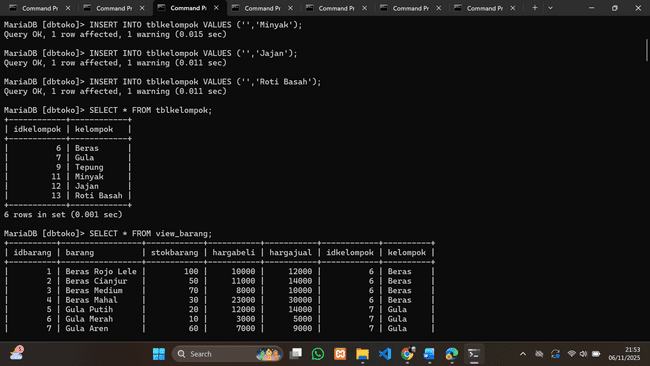 Command Pr Command Pr Command Pr Command Pr Command Pr Command Pr
MariaDB [dbtoko]> INSERT INTO tblkelompok VALUES ('','Minyak');
Query OK, 1 row affected, 1 warning (0.015 sec)
MariaDB [dbtoko]> INSERT INTO tblkelompok VALUES ('','Jajan');
Query OK, 1 row affected, 1 warning (0.011 sec)
MariaDB [dbtoko]> INSERT INTO tblkelompok VALUES ('','Roti Basah');
Query OK, 1 row affected, 1 warning (0.011 sec)
MariaDB [dbtoko]> SELECT * FROM tblkelompok;
+------------+------------+
| idkelompok | kelompok   |
+------------+------------+
|          6 | Beras      |
|          7 | Gula       |
|          9 | Tepung     |
|         11 | Minyak     |
|         12 | Jajan      |
|         13 | Roti Basah |
+------------+------------+
6 rows in set (0.001 sec)
MariaDB [dbtoko]> SELECT * FROM view_barang;
+----------+-----------------+------------+-----------+-----------+------------+----------+
| idbarang | barang          | stokbarang | hargabeli | hargajual | idkelompok | kelompok |
+----------+-----------------+------------+-----------+-----------+------------+----------+
|        1 | Beras Rojo Lele |        100 |     10000 |     12000 |          6 | Beras    |
|        2 | Beras Cianjur   |         50 |     11000 |     14000 |          6 | Beras    |
|        3 | Beras Medium    |         70 |      8000 |     10000 |          6 | Beras    |
|        4 | Beras Mahal     |         30 |     23000 |     30000 |          6 | Beras    |
|        5 | Gula Putih      |         20 |     12000 |     14000 |          7 | Gula     |
|        6 | Gula Merah      |         10 |      3000 |      5000 |          7 | Gula     |
|        7 | Gula Aren       |         60 |      7000 |      9000 |          7 | Gula     |
Search
21:53
06/11/2025